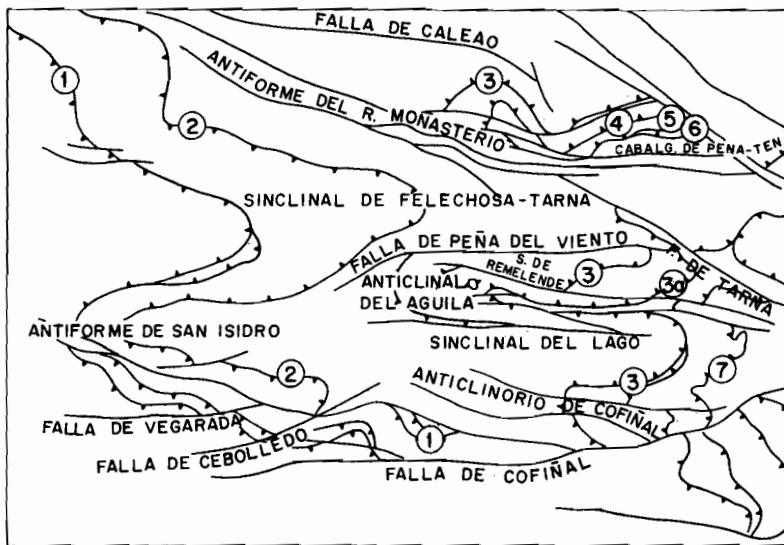 FALLA DE CALEAO
1
3
ANTIFORME DEL R. MOÑASTERIO
2
4
5
6
CABALG. DE PEÑA-TEN
SINCLINAL DE FELECHOSA-TARNA
FALLA DE PEÑA DEL VIENTO
F. DE TARNA
S. DE
REMELENDE
3
3a
ANTICLINAL
DEL AGUILA
ANTIFORME DE SAN ISIDRO
SINCLINAL DEL LAGO
2
3
7
ANTICLINORIO DE COFIÑAL
FALLA DE VEGARADA
1
FALLA DE CEBOLLEDO
FALLA DE COFIÑAL